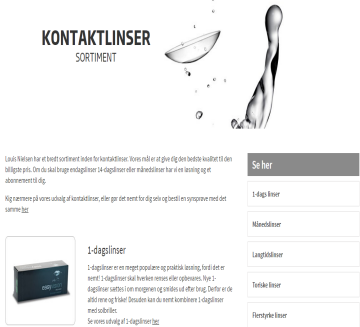 KONTAKTLINSER
SORTIMENT
Louis Nielsen har et bredt sortiment inden for kontaktlinser. Vores mål er at give dig den bedste kvalitet til den
billigste pris. Om du skal bruge endagslinser 14-dagslinser eller månedslinser har vi en løsning og et
abonnement til dig.
Kig nærmere på vores udvalg af kontaktlinser, eller gør det nemt for dig selv og bestil en synsprøve med det
samme her
Se her
1-dags linser
Månedslinser
Langtidslinser
Toriske linser
Flerstyrke linser
1-dagslinser
1-dagslinser er en meget populære og praktisk løsning, fordi det er
nemt! 1-dagslinser skal hverken renses eller opbevares. Nye 1-
dagslinser sættes i om morgenen og smides ud efter brug. Derfor er de
altid rene og friske! Desuden kan du nemt kombinere 1-dagslinser
med solbriller.
Se vores udvalg af 1-dagslinser her